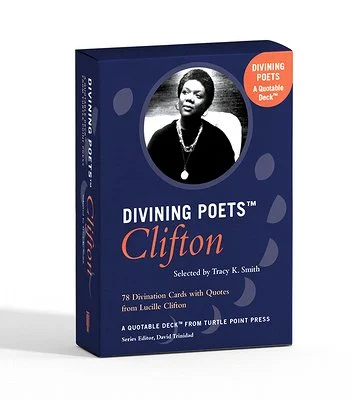 DIVINING
POETS
A Quotable
Deck™
DIVINING POETS™
Clifton
Selected by Tracy K. Smith
78 Divination Cards with Quotes
from Lucille Clifton
A QUOTABLE DECK™ FROM TURTLE POINT PRESS
Series Editor, David Trinidad
DIVINING POETS™
Clifton